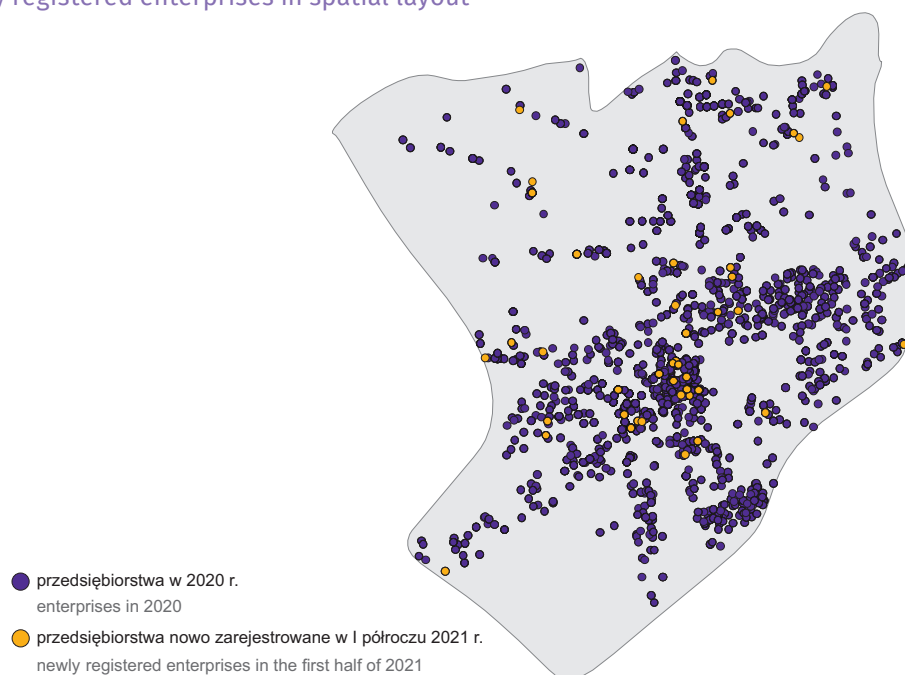 registered enterprises in spatial layout
przedsiębiorstwa w 2020 r.
enterprises in 2020
przedsiębiorstwa nowo zarejestrowane w I półroczu 2021 r.
newly registered enterprises in the first half of 2021